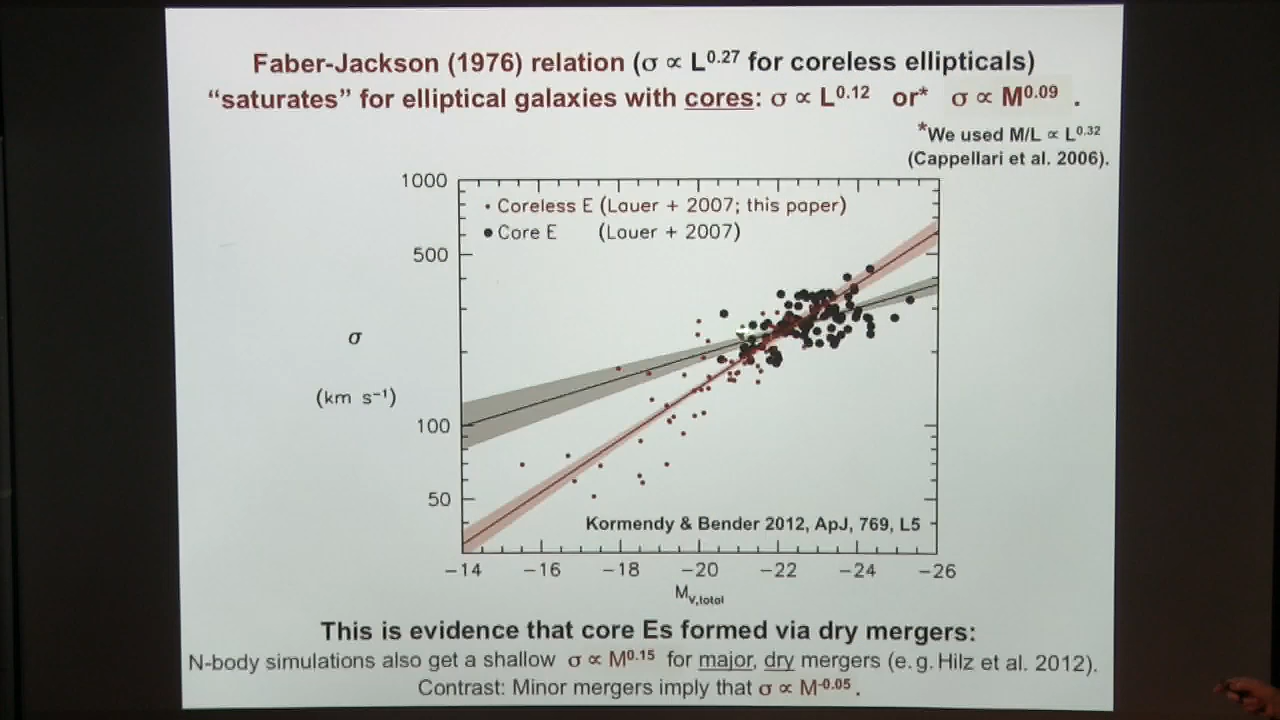 Faber-Jackson (1976) relation (σ ∝ L^0.27 for coreless ellipticals)
“saturates” for elliptical galaxies with cores: σ ∝ L^0.12 or* σ ∝ M^0.09 .
*We used M/L ∝ L^0.32
(Cappellari et al. 2006).
1000
Coreless E (Lauer + 2007; this paper)
Core E (Lauer + 2007)
500
σ
(km s⁻¹)
100
50
Kormendy & Bender 2012, ApJ, 769, L5
−14 −16 −18 −20 −22 −24 −26
M_V,total
This is evidence that core Es formed via dry mergers:
N-body simulations also get a shallow σ ∝ M^0.15 for major, dry mergers (e. g. Hilz et al. 2012).
Contrast: Minor mergers imply that σ ∝ M^-0.05 .